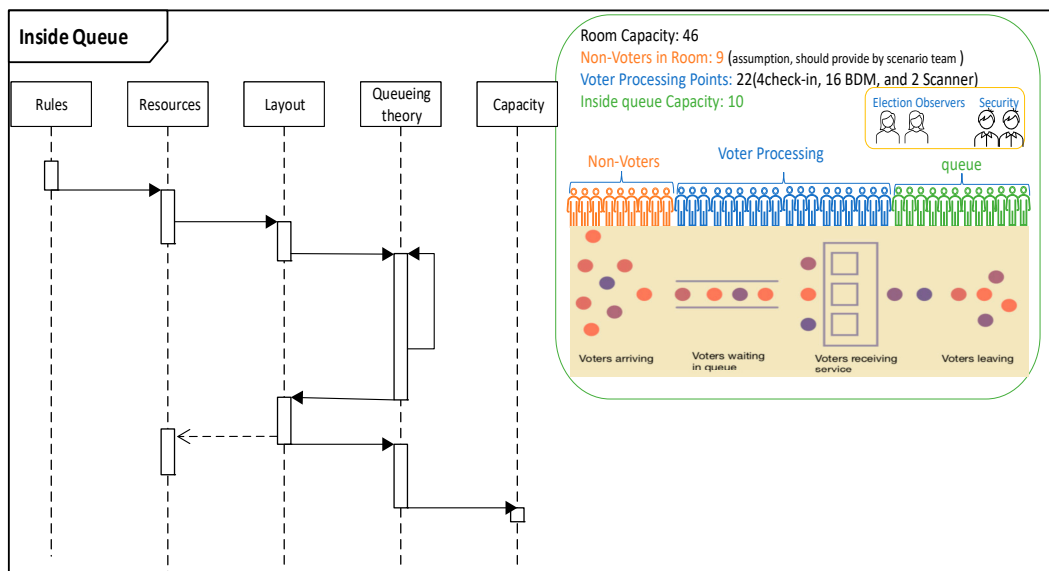 Inside Queue
Rules
Resources
Layout
Queueing
theory
Capacity
Room Capacity: 46
Non-Voters in Room: 9 (assumption, should provide by scenario team )
Voter Processing Points: 22(4check-in, 16 BDM, and 2 Scanner)
Inside queue Capacity: 10
Election Observers
Security
Non-Voters
Voter Processing
queue
Voters arriving
Voters waiting
in queue
Voters receiving
service
Voters leaving